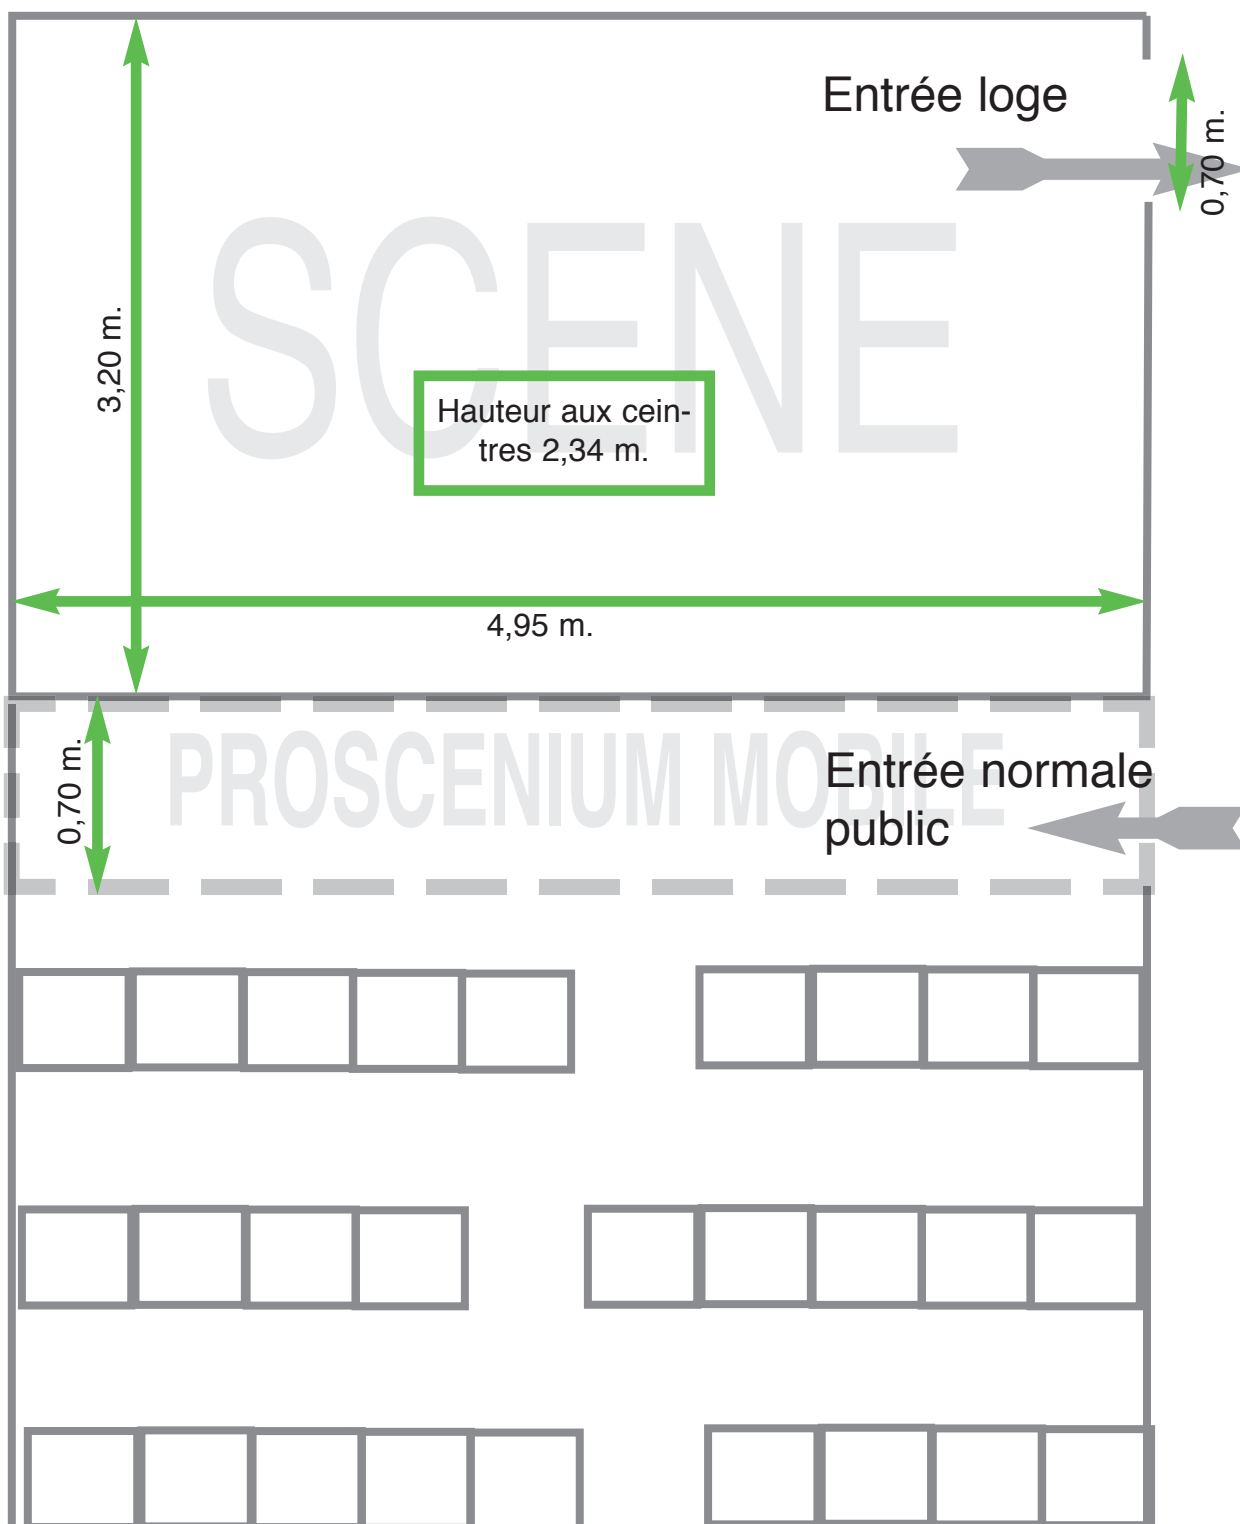 Entrée loge
0,70 m.
SCENE
3,20 m.
Hauteur aux cein-
tres 2,34 m.
4,95 m.
PROSCENIUM MOBILE
0,70 m.
Entrée normale
public